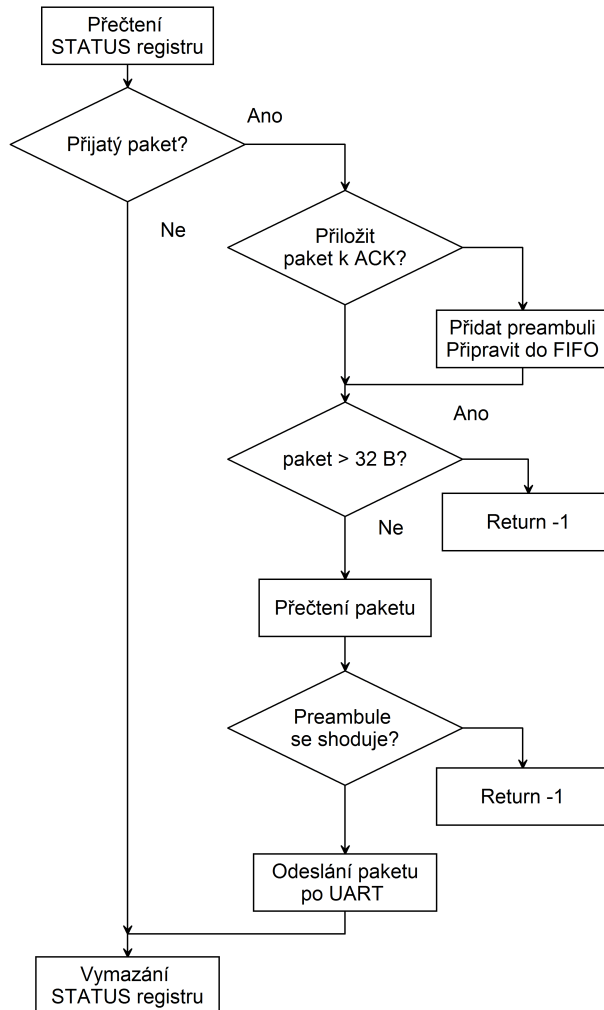 Přečtení
STATUS registru
Ano
Přijatý paket?
Ne
Přiložit
paket k ACK?
Přidat preambuli
Připravit do FIFO
Ano
paket > 32 B?
Return -1
Ne
Přečtení paketu
Preambule
se shoduje?
Return -1
Odeslání paketu
po UART
Vymazání
STATUS registru